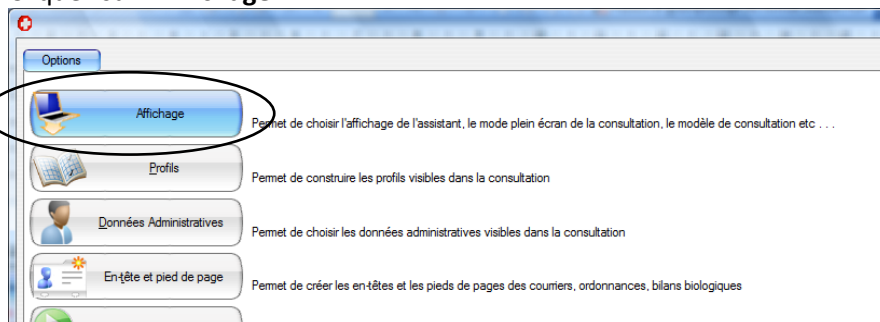 Options
Affichage
Permet de choisir l'affichage de l'assistant, le mode plein écran de la consultation, le modèle de consultation etc . . .
Profils
Permet de construire les profils visibles dans la consultation
Données Administratives
Permet de choisir les données administratives visibles dans la consultation
En-tête et pied de page
Permet de créer les en-têtes et les pieds de pages des courriers, ordonnances, bilans biologiques